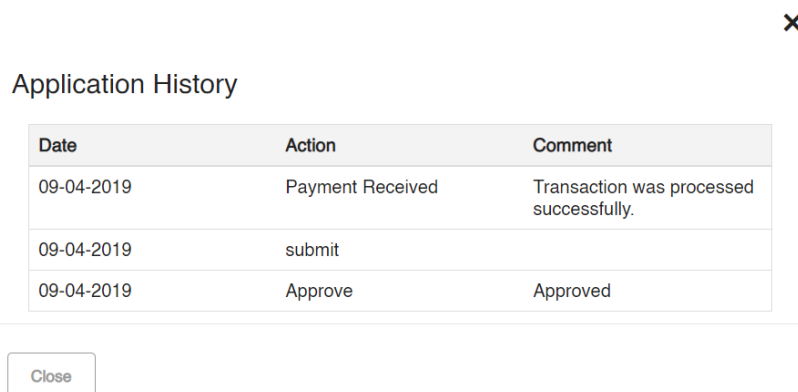 Application History
Date Action Comment
09-04-2019 Payment Received Transaction was processed
successfully.
09-04-2019 submit
09-04-2019 Approve Approved
Close